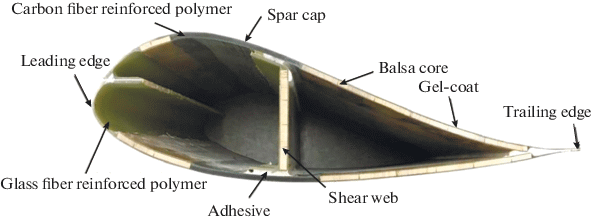 Carbon fiber reinforced polymer
Spar cap
Leading edge
Balsa core
Gel-coat
Trailing edge
Glass fiber reinforced polymer
Shear web
Adhesive